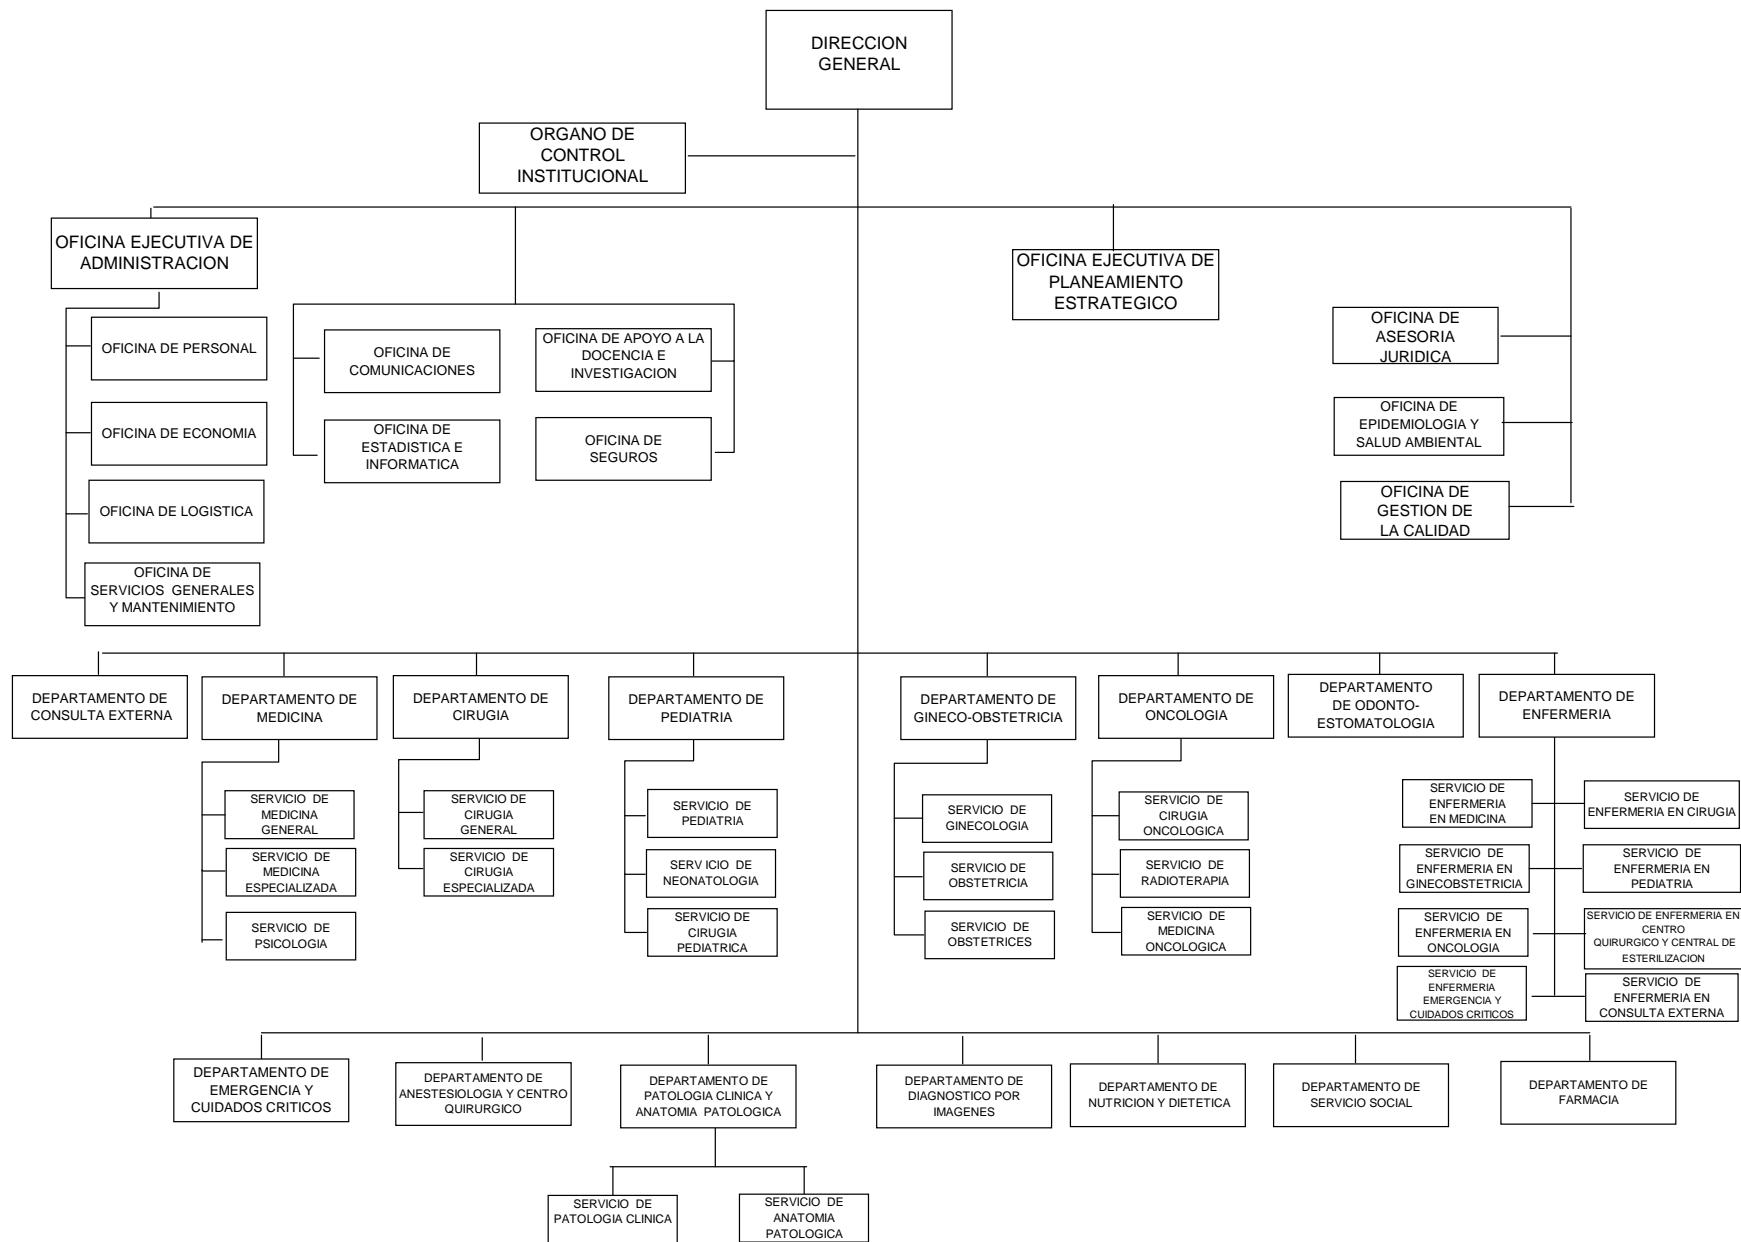 DIRECCION
GENERAL
ORGANO DE
CONTROL
INSTITUCIONAL
OFICINA EJECUTIVA DE
ADMINISTRACION
OFICINA EJECUTIVA DE
PLANEAMIENTO
ESTRATEGICO
OFICINA DE PERSONAL
OFICINA DE ECONOMIA
OFICINA DE LOGISTICA
OFICINA DE
SERVICIOS GENERALES
Y MANTENIMIENTO
OFICINA DE
COMUNICACIONES
OFICINA DE APOYO A LA
DOCENCIA E
INVESTIGACION
OFICINA DE
ESTADISTICA E
INFORMATICA
OFICINA DE
SEGUROS
OFICINA DE
ASESORIA
JURIDICA
OFICINA DE
EPIDEMIOLOGIA Y
SALUD AMBIENTAL
OFICINA DE
GESTION DE
LA CALIDAD
DEPARTAMENTO DE
CONSULTA EXTERNA
DEPARTAMENTO DE
MEDICINA
DEPARTAMENTO DE
CIRUGIA
DEPARTAMENTO DE
PEDIATRIA
DEPARTAMENTO DE
GINECO-OBSTETRICIA
DEPARTAMENTO DE
ONCOLOGIA
DEPARTAMENTO
DE ODONTO-
ESTOMATOLOGIA
DEPARTAMENTO DE
ENFERMERIA
SERVICIO DE
MEDICINA
GENERAL
SERVICIO DE
MEDICINA
ESPECIALIZADA
SERVICIO DE
PSICOLOGIA
SERVICIO DE
CIRUGIA
GENERAL
SERVICIO DE
CIRUGIA
ESPECIALIZADA
SERVICIO DE
PEDIATRIA
SERVICIO DE
NEONATOLOGIA
SERVICIO DE
CIRUGIA
PEDIATRICA
SERVICIO DE
GINECOLOGIA
SERVICIO DE
OBSTETRICIA
SERVICIO DE
OBSTETRICES
SERVICIO DE
CIRUGIA
ONCOLOGICA
SERVICIO DE
RADIOTERAPIA
SERVICIO DE
MEDICINA
ONCOLOGICA
SERVICIO DE
ENFERMERIA
EN MEDICINA
SERVICIO DE
ENFERMERIA EN CIRUGIA
SERVICIO DE
ENFERMERIA EN
GINECOBSTETRICIA
SERVICIO DE
ENFERMERIA EN
PEDIATRIA
SERVICIO DE
ENFERMERIA EN
ONCOLOGIA
SERVICIO DE ENFERMERIA EN
CENTRO
QUIRURGICO Y CENTRAL DE
ESTERILIZACION
SERVICIO DE
ENFERMERIA
EMERGENCIA Y
CUIDADOS CRITICOS
SERVICIO DE
ENFERMERIA EN
CONSULTA EXTERNA
DEPARTAMENTO DE
EMERGENCIA Y
CUIDADOS CRITICOS
DEPARTAMENTO DE
ANESTESIOLOGIA Y CENTRO
QUIRURGICO
DEPARTAMENTO DE
PATOLOGIA CLINICA Y
ANATOMIA PATOLOGICA
DEPARTAMENTO DE
DIAGNOSTICO POR
IMAGENES
DEPARTAMENTO DE
NUTRICION Y DIETETICA
DEPARTAMENTO DE
SERVICIO SOCIAL
DEPARTAMENTO DE
FARMACIA
SERVICIO DE
PATOLOGIA CLINICA
SERVICIO DE
ANATOMIA
PATOLOGICA